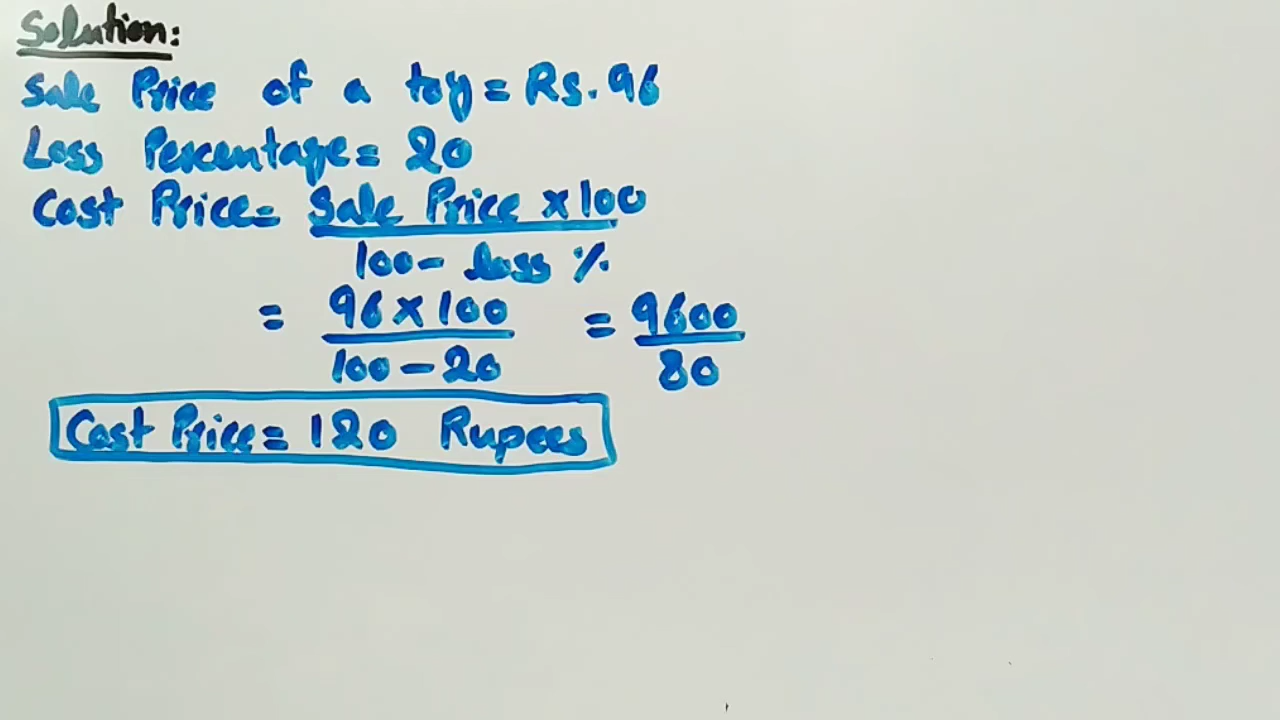 Solution:
Sale Price of a toy = Rs. 96
Loss Percentage = 20
Cost Price = Sale Price × 100
100 - loss %
= 96 × 100 = 9600
100 - 20 80
Cost Price = 120 Rupees